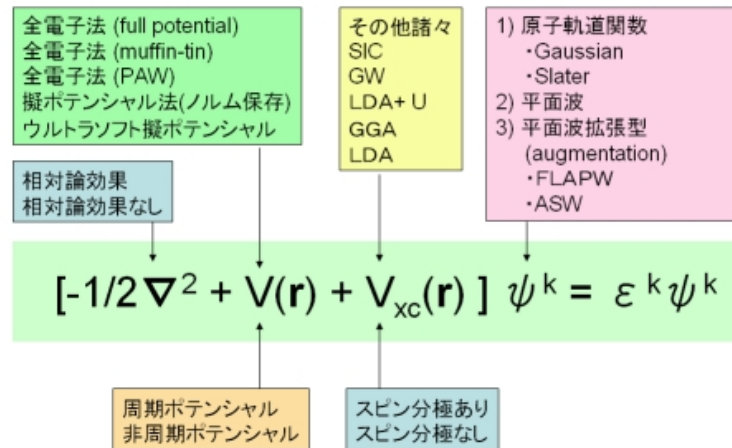 全電子法 (full potential)
全電子法 (muffin-tin)
全電子法 (PAW)
擬ポテンシャル法(ノルム保存)
ウルトラソフト擬ポテンシャル
その他諸々
SIC
GW
LDA+ U
GGA
LDA
1) 原子軌道関数
・Gaussian
・Slater
2) 平面波
3) 平面波拡張型
(augmentation)
・FLAPW
・ASW
相対論効果
相対論効果なし
[-1/2∇² + V(r) + Vxc(r) ] ψᵏ = εᵏψᵏ
周期ポテンシャル
非周期ポテンシャル
スピン分極あり
スピン分極なし